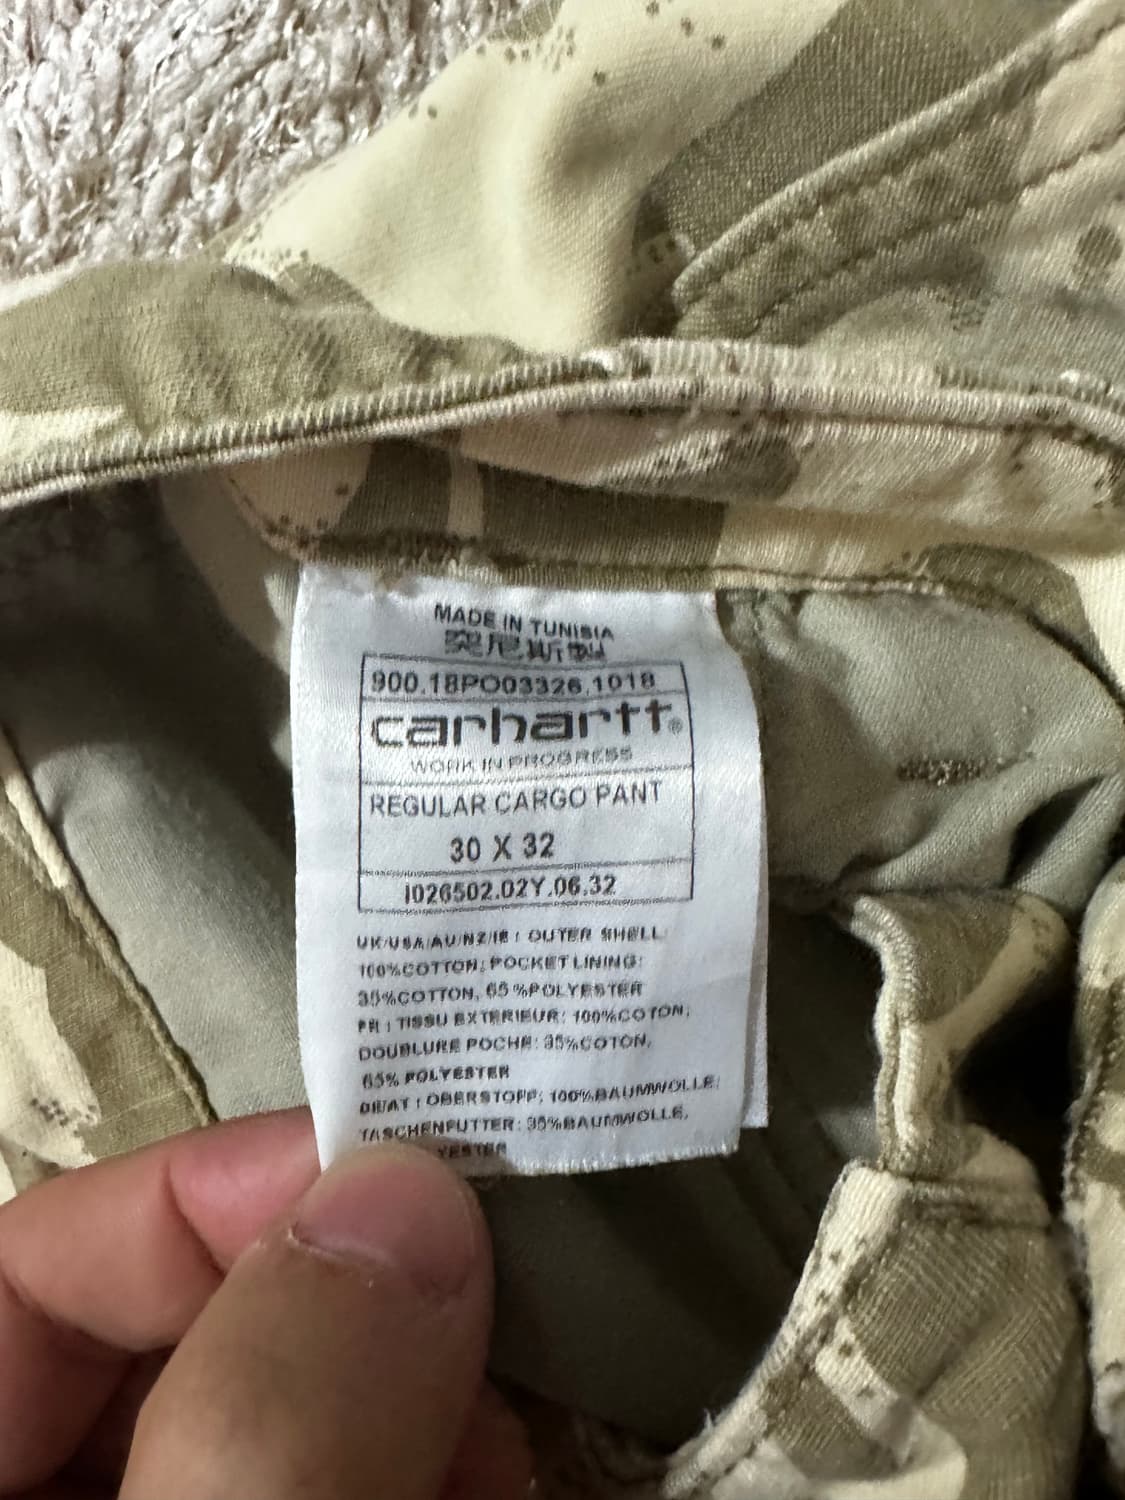 MADE IN TUNISIA
突尼斯製
900.18PO03326.1018
carhartt®
WORK IN PROGRESS
REGULAR CARGO PANT
30 X 32
I026502.02Y.06.32
UK/USA/AU/NZ/IE : OUTER SHELL:
100%COTTON; POCKET LINING:
35%COTTON, 65%POLYESTER
FR : TISSU EXTERIEUR: 100%COTON;
DOUBLURE POCHE: 35%COTON,
65% POLYESTER
DE/AT : OBERSTOFF: 100%BAUMWOLLE;
TASCHENFUTTER: 35%BAUMWOLLE,